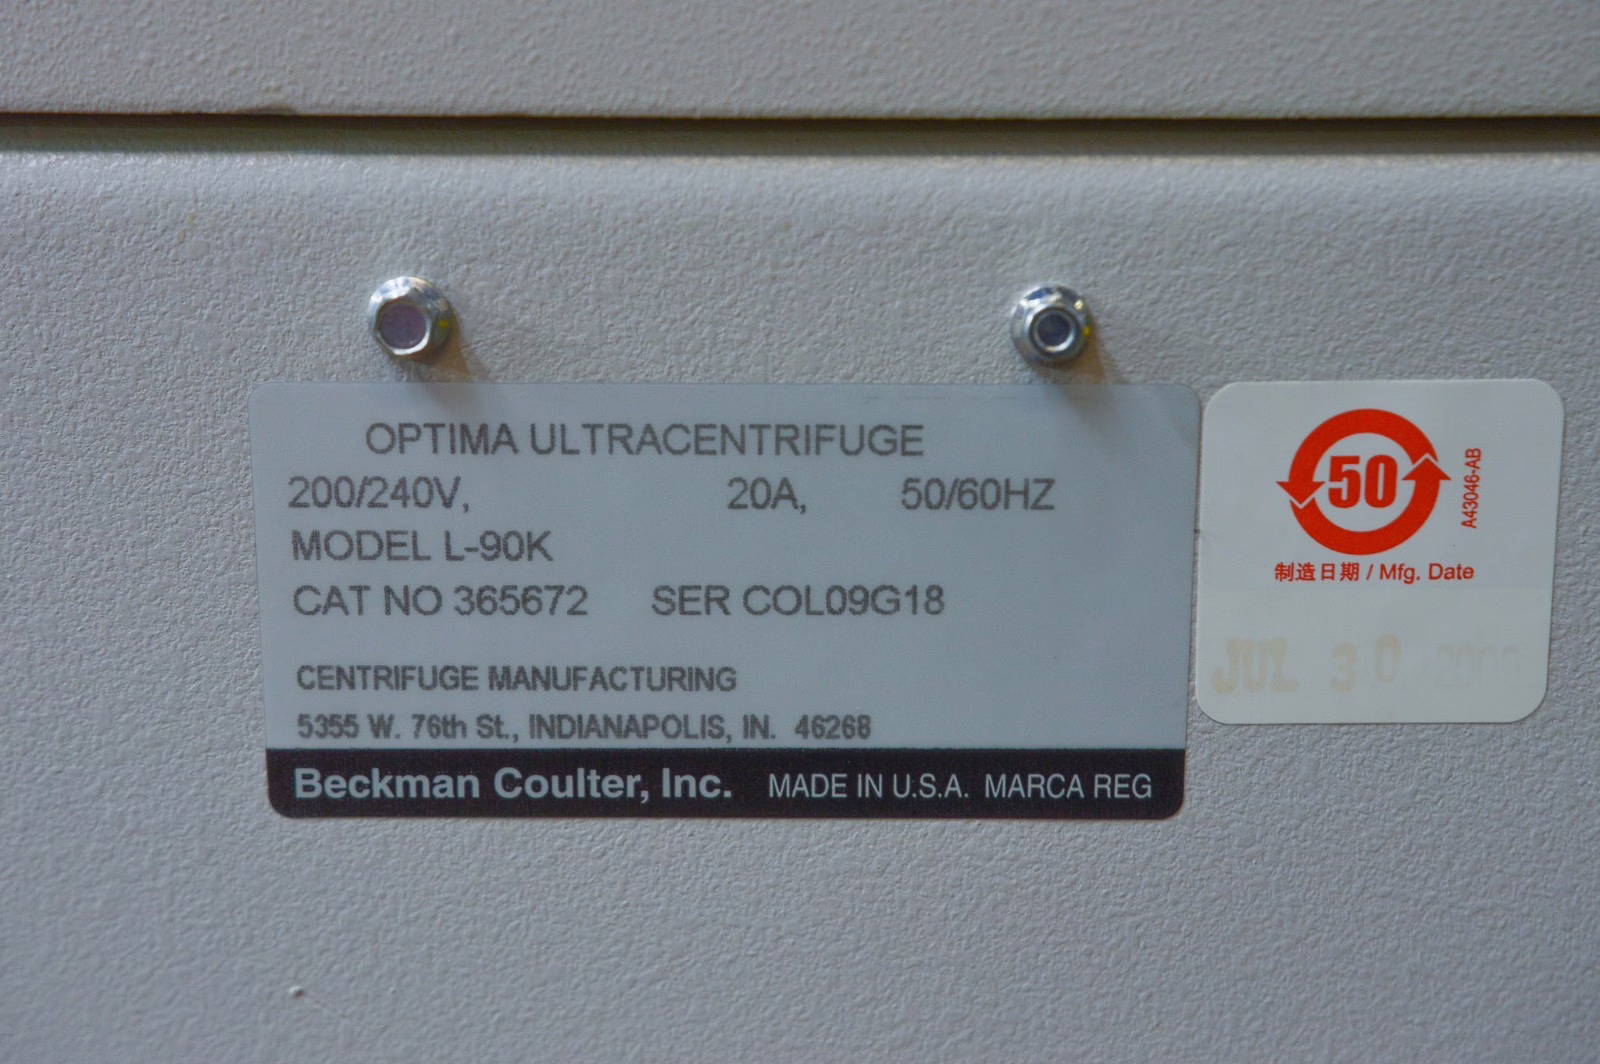 OPTIMA ULTRACENTRIFUGE
200/240V, 20A, 50/60HZ
MODEL L-90K
CAT NO 365672 SER COL09G18
CENTRIFUGE MANUFACTURING
5355 W. 76th St., INDIANAPOLIS, IN. 46268
Beckman Coulter, Inc. MADE IN U.S.A. MARCA REG
50
A43046-AB
制造日期 / Mfg. Date
JUL 30